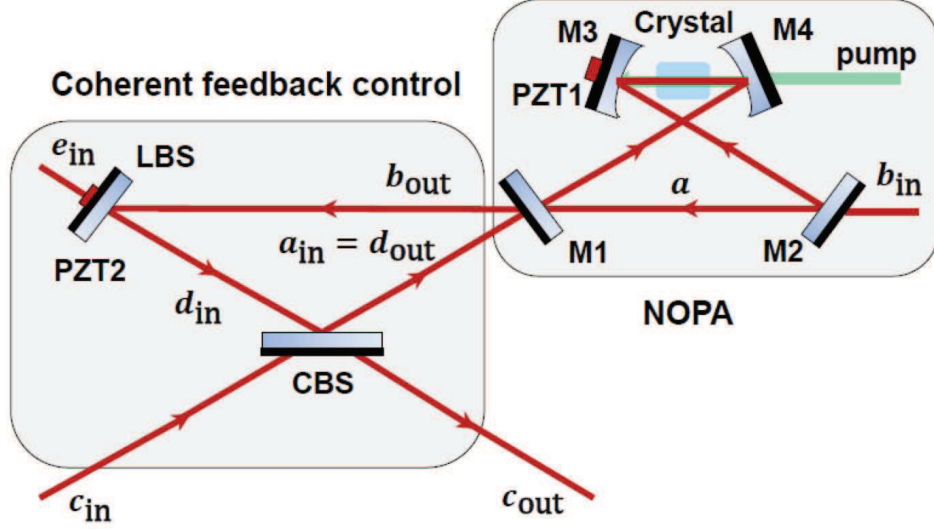 Coherent feedback control
e_in
LBS
PZT2
b_out
a_in = d_out
d_in
CBS
c_in
c_out
M3
Crystal
M4
PZT1
pump
a
b_in
M1
M2
NOPA